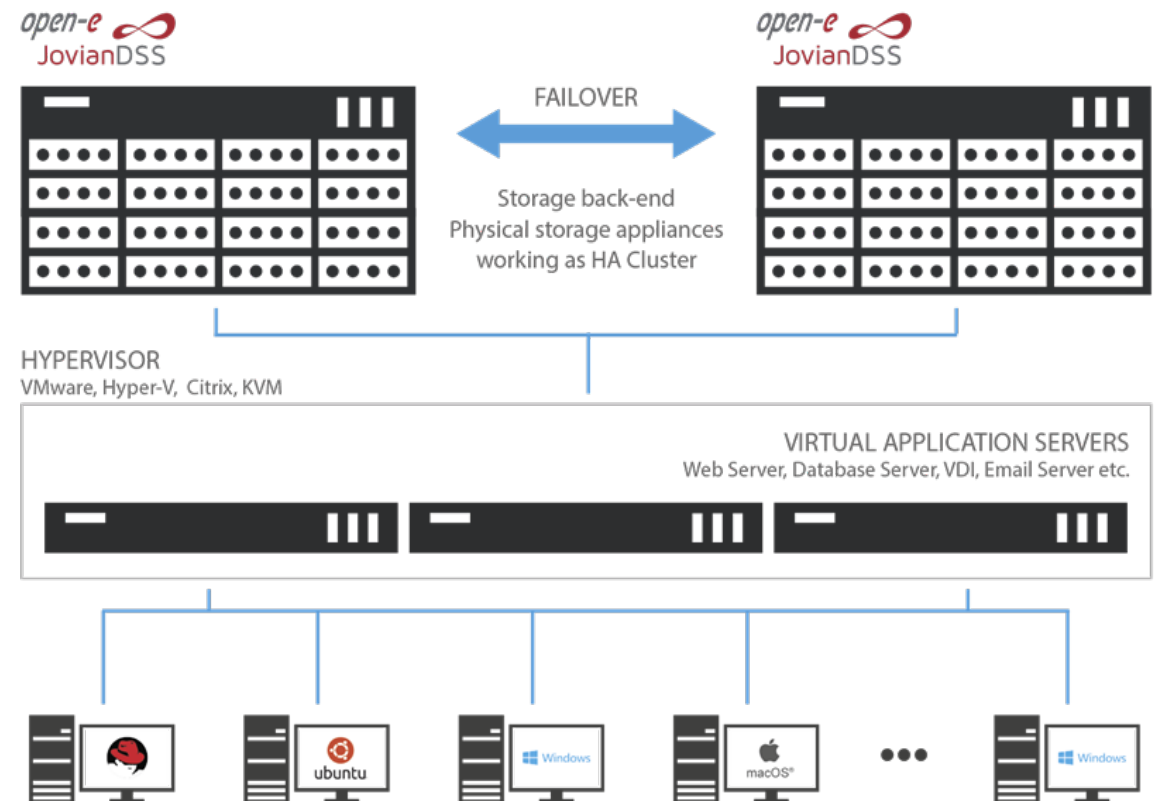 open-e
JovianDSS
open-e
JovianDSS
FAILOVER
Storage back-end
Physical storage appliances
working as HA Cluster
HYPERVISOR
VMware, Hyper-V, Citrix, KVM
VIRTUAL APPLICATION SERVERS
Web Server, Database Server, VDI, Email Server etc.
ubuntu
Windows
macOS®
Windows